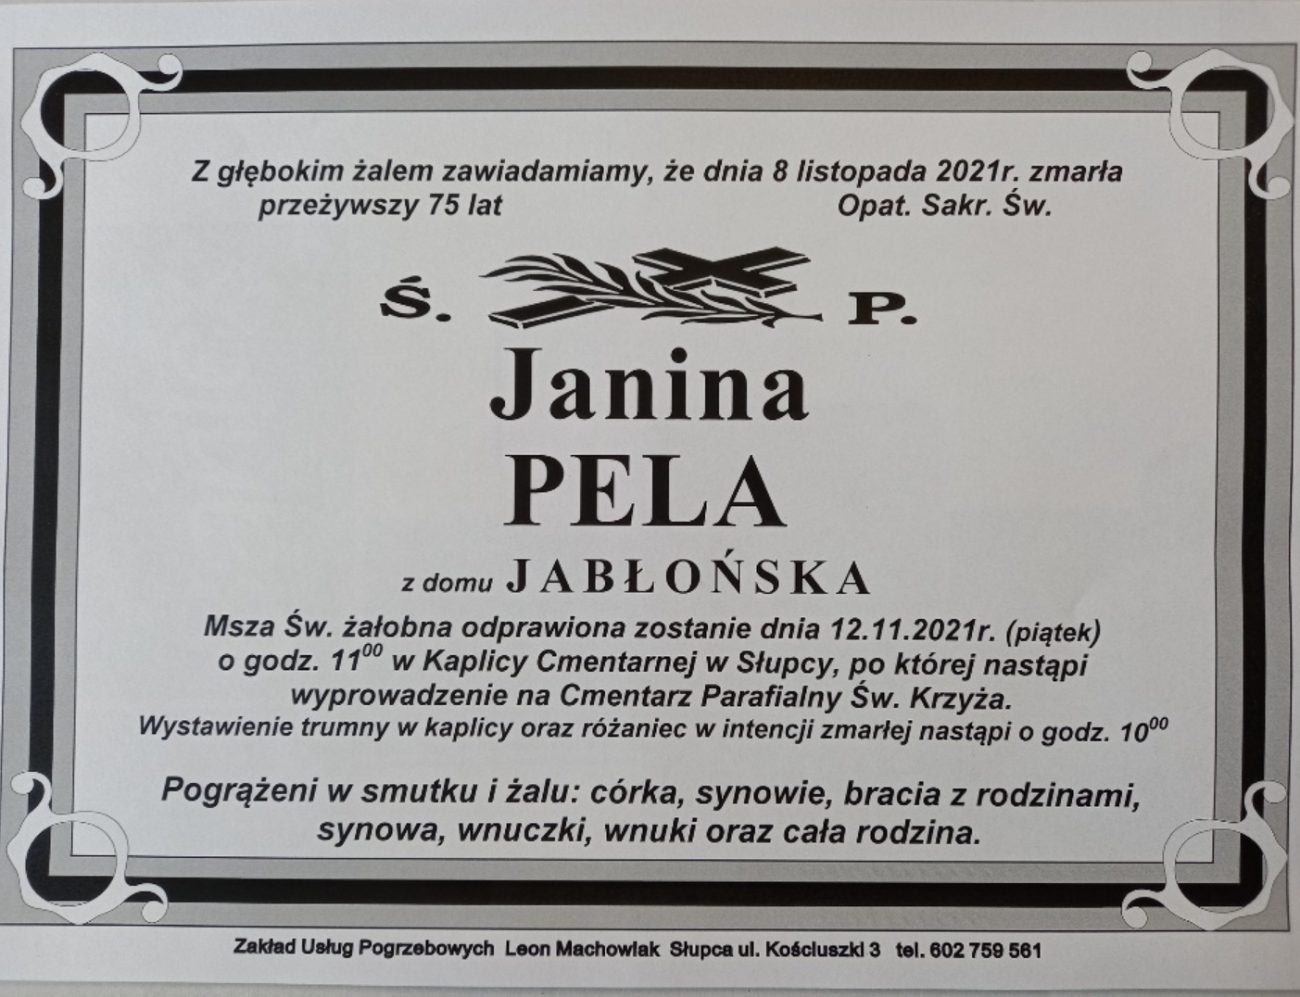 Z głębokim żalem zawiadamiamy, że dnia 8 listopada 2021r. zmarła
przeżywszy 75 lat Opat. Sakr. Św.
Ś. P.
Janina
PELA
z domu JABŁOŃSKA
Msza Św. żałobna odprawiona zostanie dnia 12.11.2021r. (piątek)
o godz. 11⁰⁰ w Kaplicy Cmentarnej w Słupcy, po której nastąpi
wyprowadzenie na Cmentarz Parafialny Św. Krzyża.
Wystawienie trumny w kaplicy oraz różaniec w intencji zmarłej nastąpi o godz. 10⁰⁰
Pogrążeni w smutku i żalu: córka, synowie, bracia z rodzinami,
synowa, wnuczki, wnuki oraz cała rodzina.
Zakład Usług Pogrzebowych Leon Machowiak Słupca ul. Kościuszki 3 tel. 602 759 561